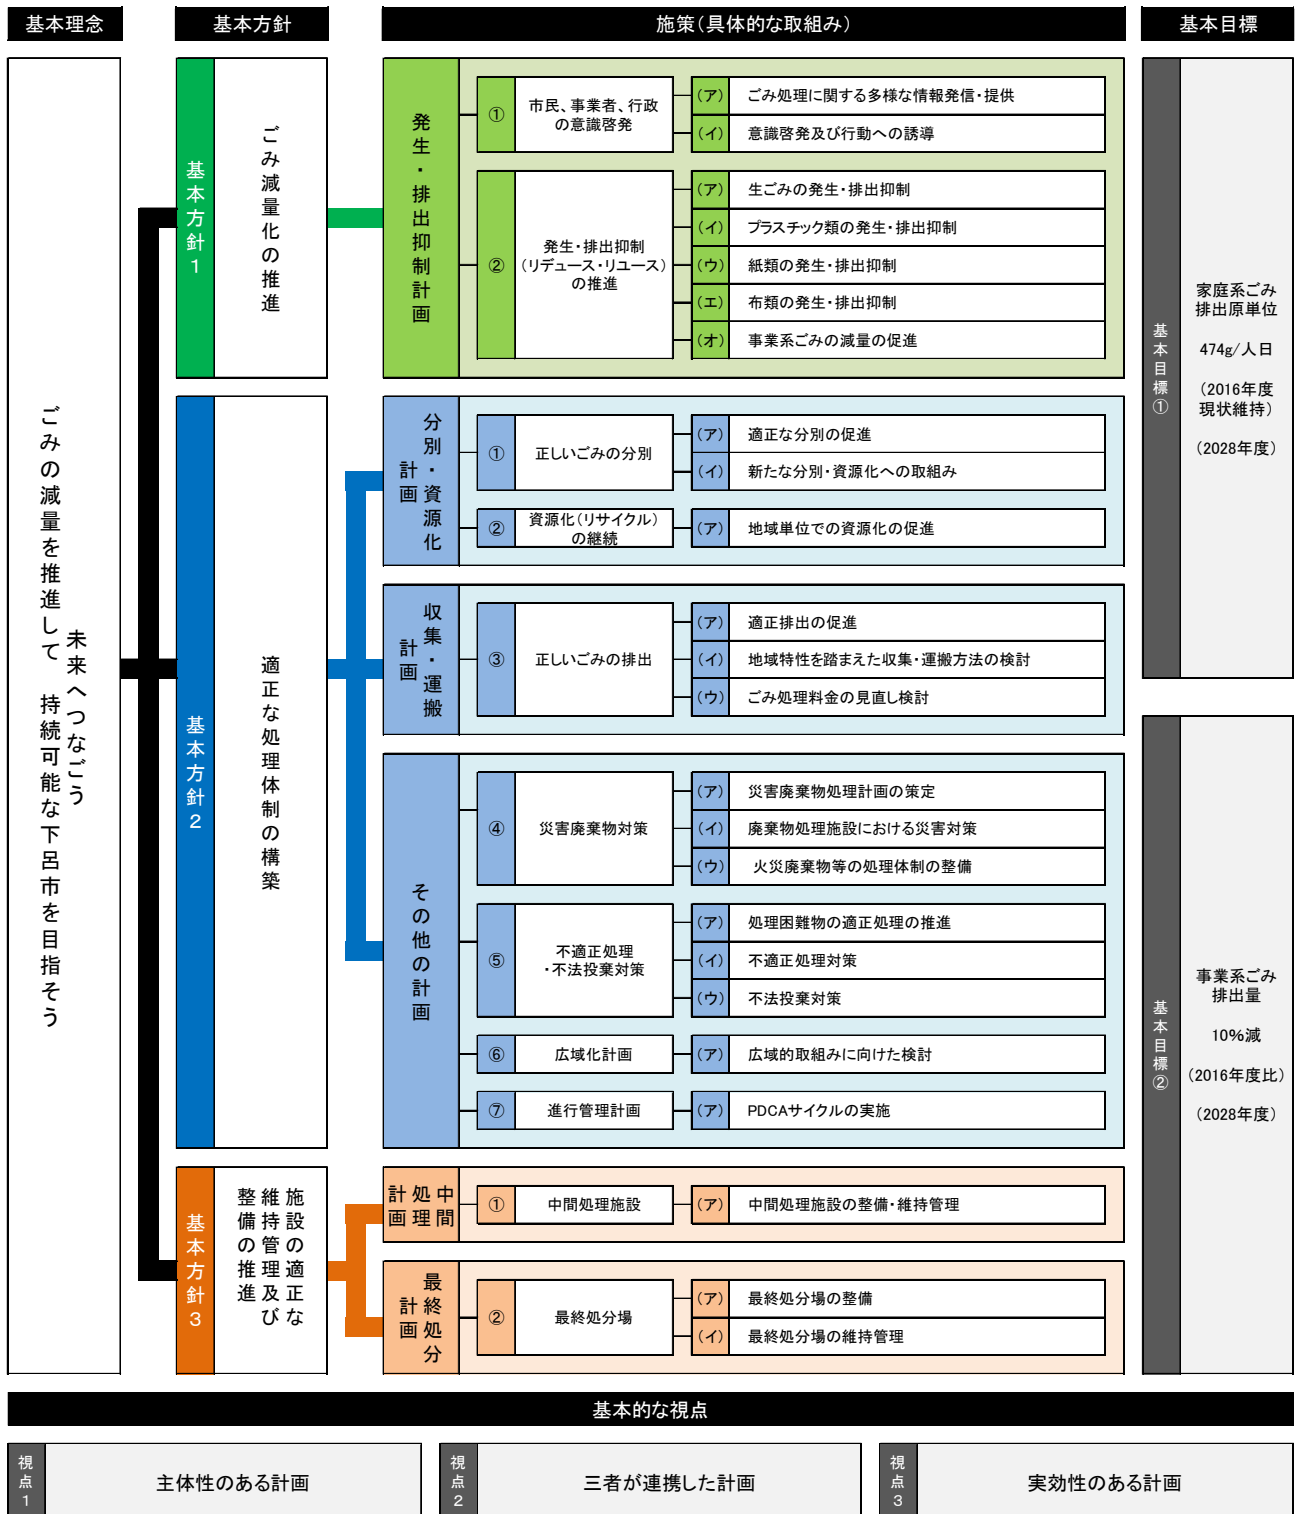 基本理念
基本方針
施策(具体的な取組み)
基本目標
ごみの減量を推進して　持続可能な下呂市を目指そう
未来へつなごう
基本方針1
ごみ減量化の推進
発生・排出抑制計画
①
市民、事業者、行政
の意識啓発
(ア)
ごみ処理に関する多様な情報発信・提供
(イ)
意識啓発及び行動への誘導
②
発生・排出抑制
(リデュース・リユース)
の推進
(ア)
生ごみの発生・排出抑制
(イ)
プラスチック類の発生・排出抑制
(ウ)
紙類の発生・排出抑制
(エ)
布類の発生・排出抑制
(オ)
事業系ごみの減量の促進
基本方針2
適正な処理体制の構築
分別・資源化
計画
①
正しいごみの分別
(ア)
適正な分別の促進
(イ)
新たな分別・資源化への取組み
②
資源化(リサイクル)
の継続
(ア)
地域単位での資源化の促進
収集・運搬
計画
③
正しいごみの排出
(ア)
適正排出の促進
(イ)
地域特性を踏まえた収集・運搬方法の検討
(ウ)
ごみ処理料金の見直し検討
その他の計画
④
災害廃棄物対策
(ア)
災害廃棄物処理計画の策定
(イ)
廃棄物処理施設における災害対策
(ウ)
火災廃棄物等の処理体制の整備
⑤
不適正処理
・不法投棄対策
(ア)
処理困難物の適正処理の推進
(イ)
不適正処理対策
(ウ)
不法投棄対策
⑥
広域化計画
(ア)
広域的取組みに向けた検討
⑦
進行管理計画
(ア)
PDCAサイクルの実施
基本方針3
施設の適正な
維持管理及び
整備の推進
中間
処理
計画
①
中間処理施設
(ア)
中間処理施設の整備・維持管理
最終処分
計画
②
最終処分場
(ア)
最終処分場の整備
(イ)
最終処分場の維持管理
基本目標①
家庭系ごみ
排出原単位
474g/人日
(2016年度
現状維持)
(2028年度)
基本目標②
事業系ごみ
排出量
10%減
(2016年度比)
(2028年度)
基本的な視点
視点1
主体性のある計画
視点2
三者が連携した計画
視点3
実効性のある計画